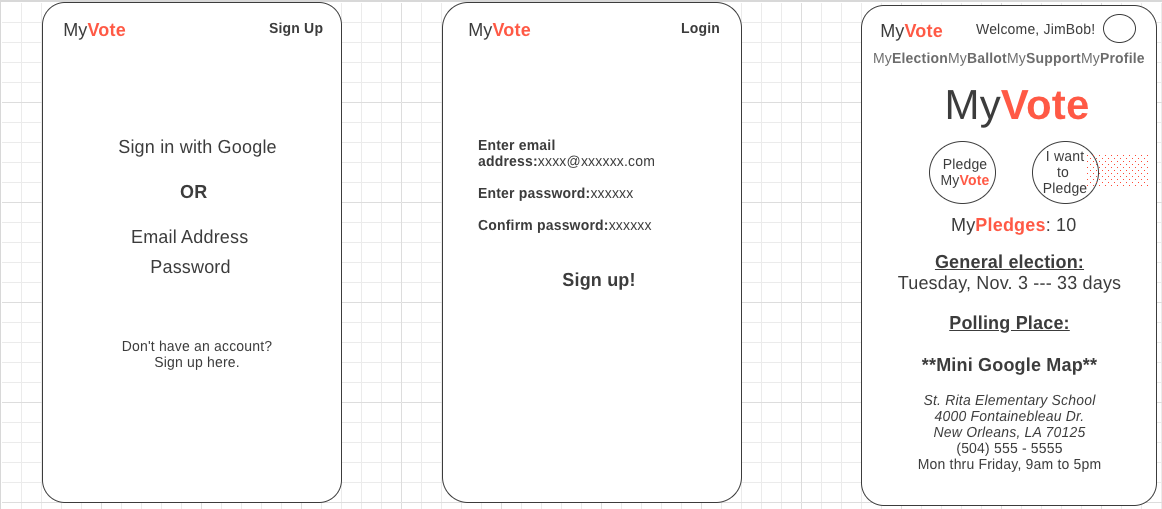 MyVote
Sign Up
Sign in with Google
OR
Email Address
Password
Don't have an account?
Sign up here.
MyVote
Login
Enter email
address:xxxx@xxxxxx.com
Enter password:xxxxxx
Confirm password:xxxxxx
Sign up!
MyVote
Welcome, JimBob!
MyElectionMyBallotMySupportMyProfile
MyVote
Pledge
MyVote
I want
to
Pledge
MyPledges: 10
General election:
Tuesday, Nov. 3 --- 33 days
Polling Place:
**Mini Google Map**
St. Rita Elementary School
4000 Fontainebleau Dr.
New Orleans, LA 70125
(504) 555 - 5555
Mon thru Friday, 9am to 5pm